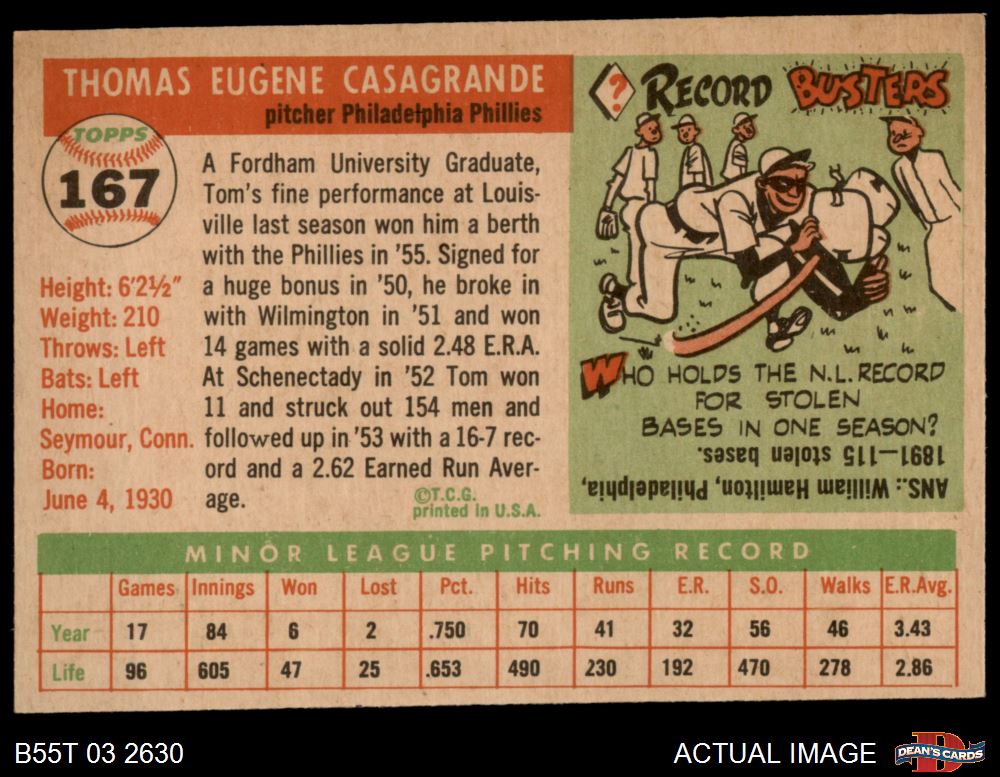 THOMAS EUGENE CASAGRANDE
pitcher Philadelphia Phillies
TOPPS
167
Height: 6'2½"
Weight: 210
Throws: Left
Bats: Left
Home:
Seymour, Conn.
Born:
June 4, 1930
A Fordham University Graduate,
Tom's fine performance at Louis-
ville last season won him a berth
with the Phillies in '55. Signed for
a huge bonus in '50, he broke in
with Wilmington in '51 and won
14 games with a solid 2.48 E.R.A.
At Schenectady in '52 Tom won
11 and struck out 154 men and
followed up in '53 with a 16-7 rec-
ord and a 2.62 Earned Run Aver-
age.
©T.C.G.
printed in U.S.A.
? RECORD BUSTERS
WHO HOLDS THE N.L. RECORD
FOR STOLEN
BASES IN ONE SEASON?
ANS.: William Hamilton, Philadelphia,
1891—115 stolen bases.
MINOR LEAGUE PITCHING RECORD
Games Innings Won Lost Pct. Hits Runs E.R. S.O. Walks E.R.Avg.
Year 17 84 6 2 .750 70 41 32 56 46 3.43
Life 96 605 47 25 .653 490 230 192 470 278 2.86
B55T 03 2630
ACTUAL IMAGE
D
DEAN'S CARDS